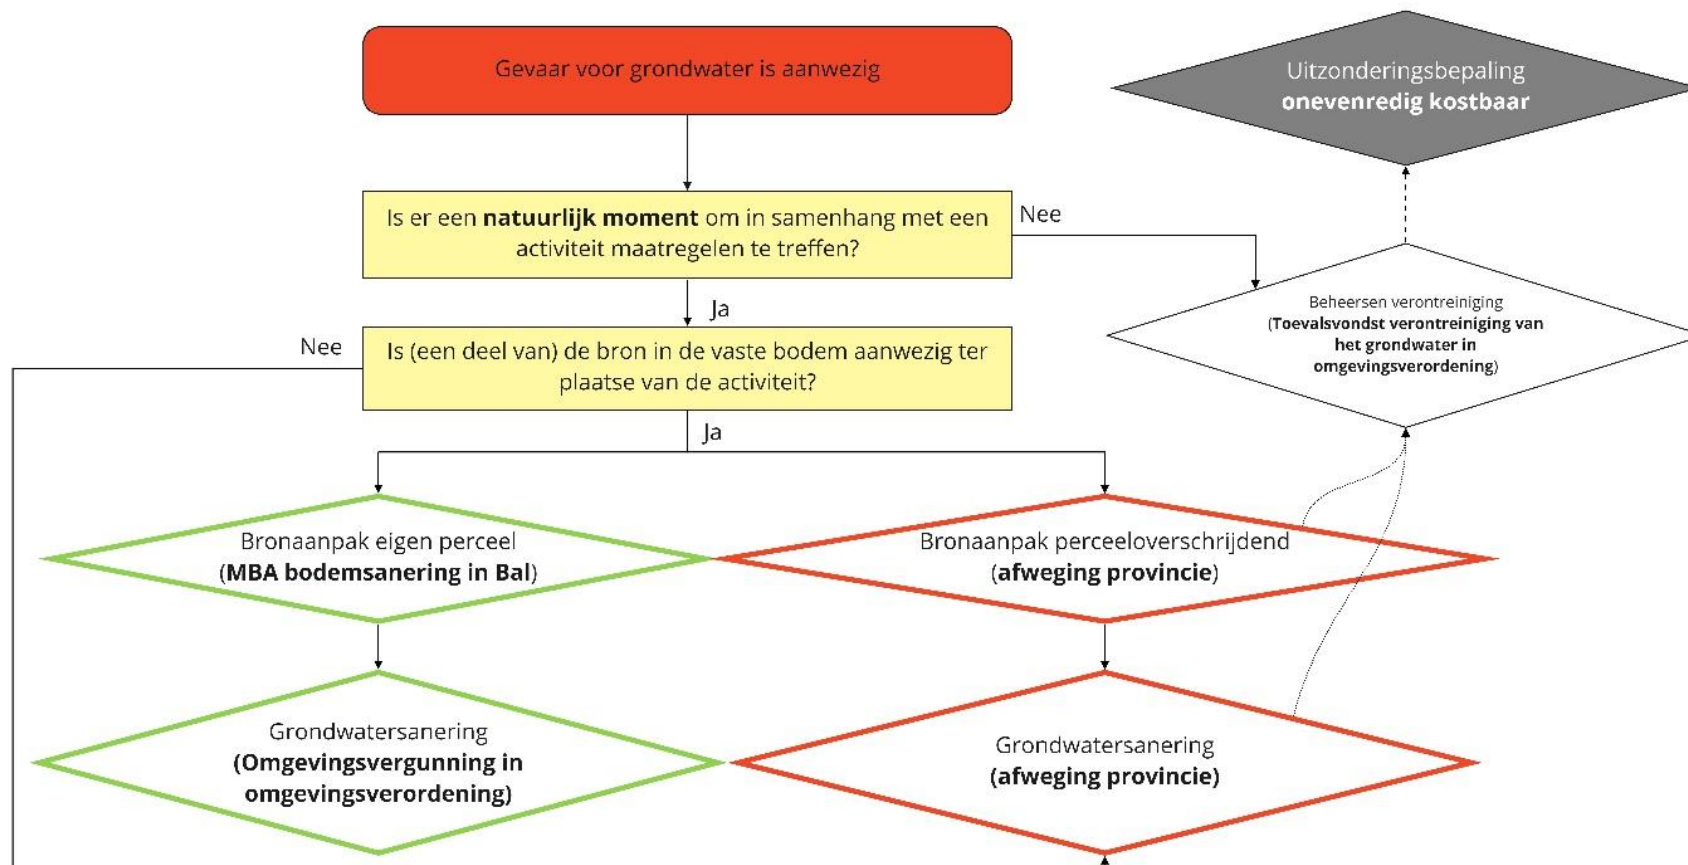 Gevaar voor grondwater is aanwezig
Uitzonderingsbepaling
onevenredig kostbaar
Is er een natuurlijk moment om in samenhang met een
activiteit maatregelen te treffen?
Nee
Ja
Beheersen verontreiniging
(Toevalsvondst verontreiniging van
het grondwater in
omgevingsverordening)
Nee
Is (een deel van) de bron in de vaste bodem aanwezig ter
plaatse van de activiteit?
Ja
Bronaanpak eigen perceel
(MBA bodemsanering in Bal)
Bronaanpak perceeloverschrijdend
(afweging provincie)
Grondwatersanering
(Omgevingsvergunning in
omgevingsverordening)
Grondwatersanering
(afweging provincie)